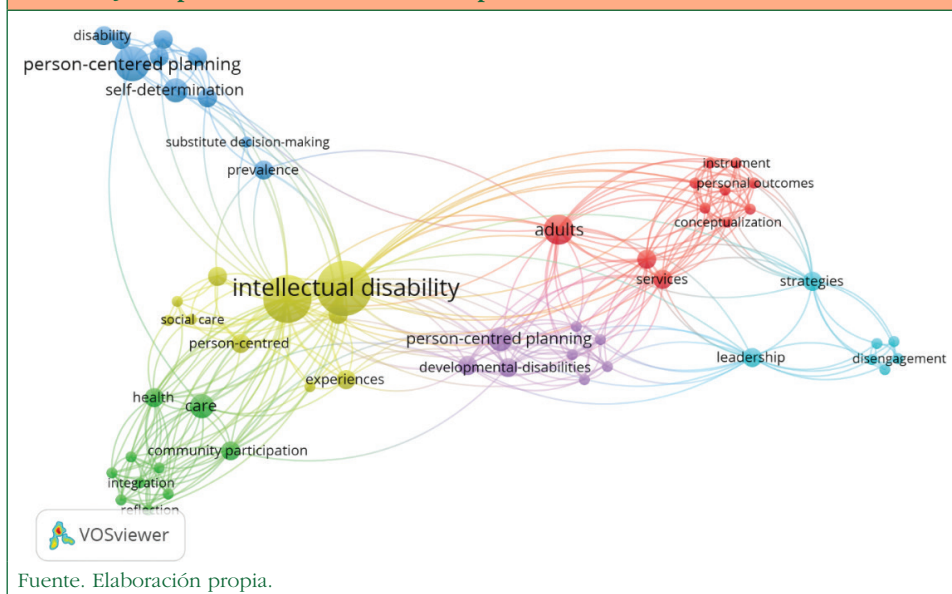 disability
person-centered planning
self-determination
substitute decision-making
prevalence
instrument
personal outcomes
conceptualization
adults
services
strategies
intellectual disability
social care
person-centred
person-centred planning
developmental-disabilities
leadership
disengagement
experiences
health
care
community participation
integration
reflection
VOSviewer
Fuente. Elaboración propia.